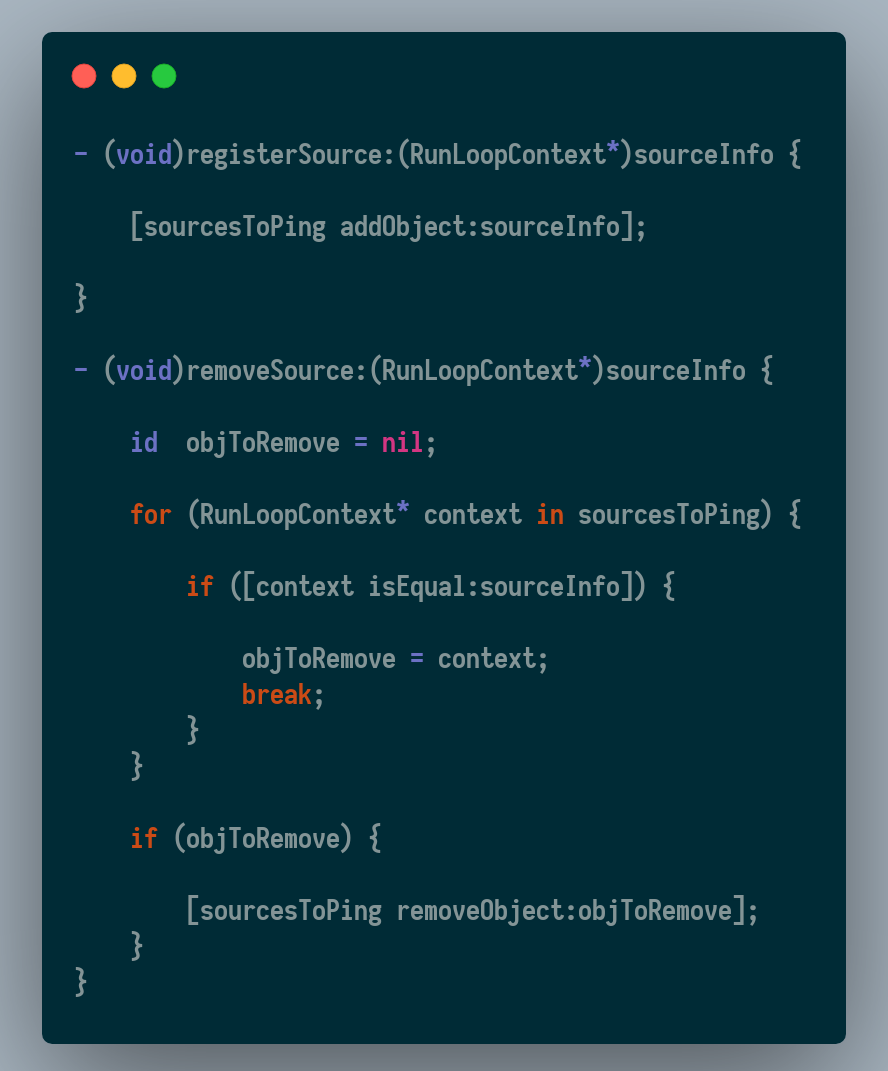 - (void)registerSource:(RunLoopContext*)sourceInfo {
    [sourcesToPing addObject:sourceInfo];
}
- (void)removeSource:(RunLoopContext*)sourceInfo {
    id  objToRemove = nil;
    for (RunLoopContext* context in sourcesToPing) {
        if ([context isEqual:sourceInfo]) {
            objToRemove = context;
            break;
        }
    }
    if (objToRemove) {
        [sourcesToPing removeObject:objToRemove];
    }
}